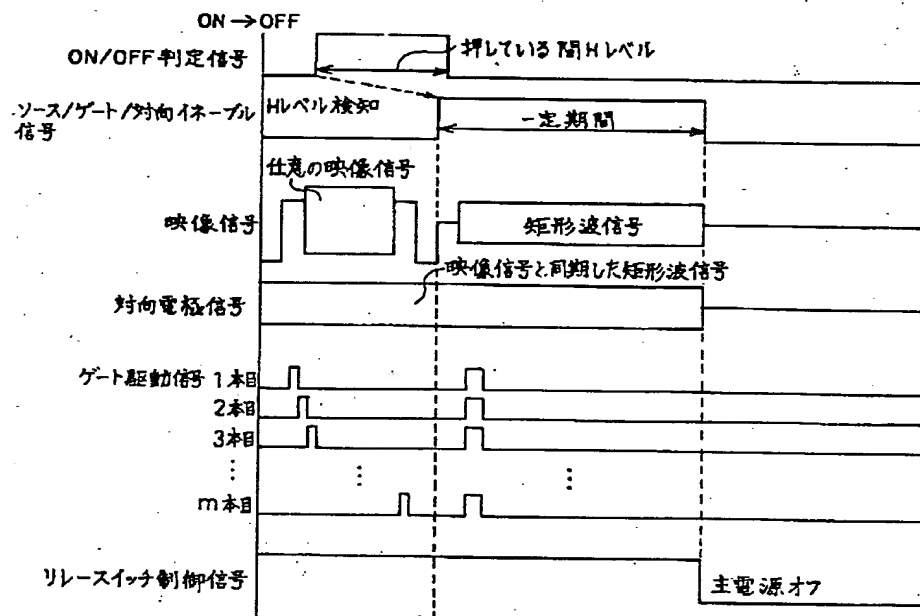 ON→OFF
ON/OFF判定信号
押している間Hレベル
ソース/ゲート/対向イネーブル
信号
Hレベル検知
一定期間
任意の映像信号
映像信号
矩形波信号
映像信号と同期した矩形波信号
対向電極信号
ゲート駆動信号 1本目
2本目
3本目
⋮ ⋮ ⋮
m本目
リレースイッチ制御信号
主電源オフ